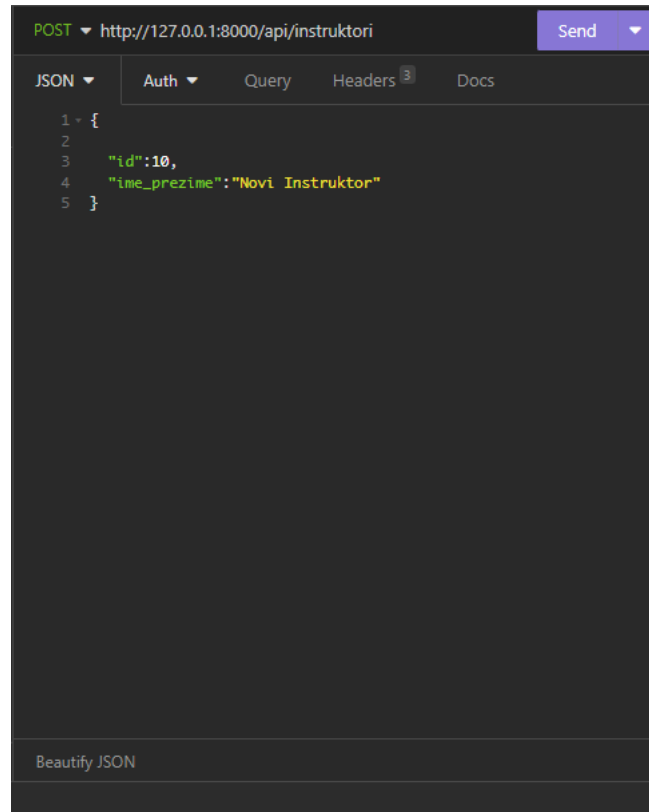 POST http://127.0.0.1:8000/api/instruktori Send
JSON Auth Query Headers 3 Docs
1 {
2
3 "id":10,
4 "ime_prezime":"Novi Instruktor"
5 }
Beautify JSON